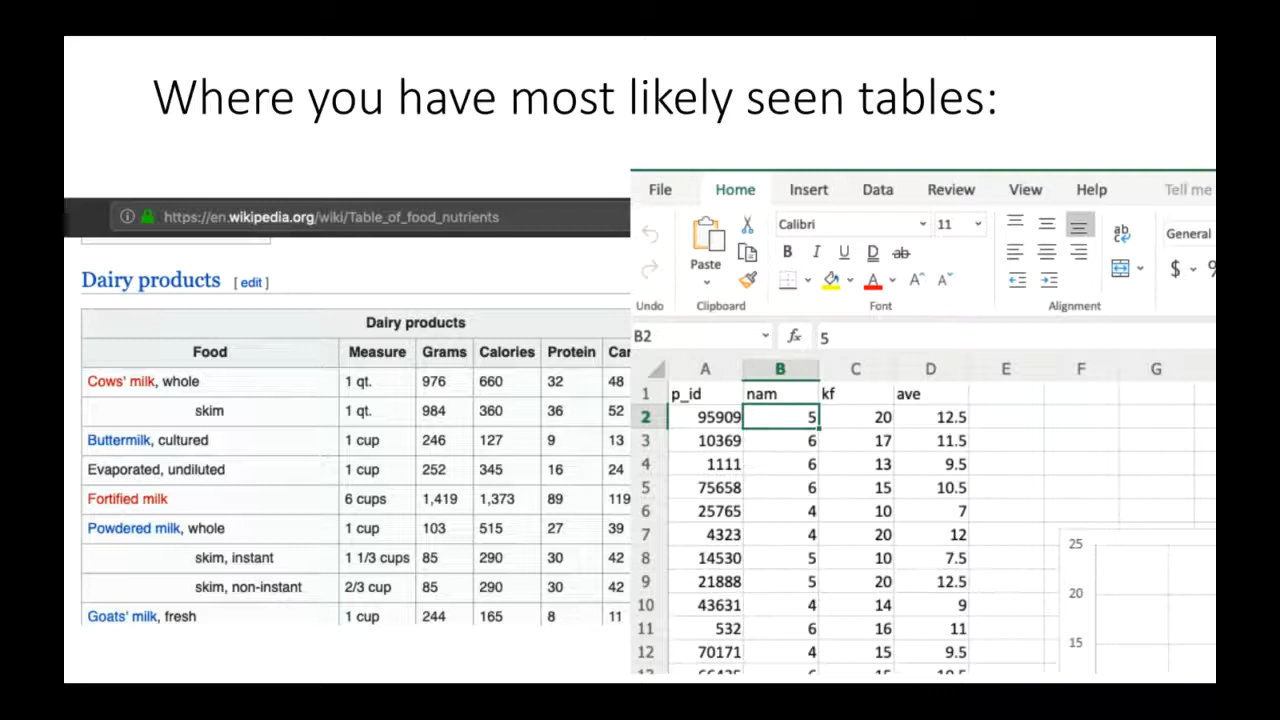 Where you have most likely seen tables:
https://en.wikipedia.org/wiki/Table_of_food_nutrients
Dairy products [ edit ]
Dairy products
Food Measure Grams Calories Protein
Cows' milk, whole 1 qt. 976 660 32 48
skim 1 qt. 984 360 36 52
Buttermilk, cultured 1 cup 246 127 9 13
Evaporated, undiluted 1 cup 252 345 16 24
Fortified milk 6 cups 1,419 1,373 89 119
Powdered milk, whole 1 cup 103 515 27 39
skim, instant 1 1/3 cups 85 290 30 42
skim, non-instant 2/3 cup 85 290 30 42
Goats' milk, fresh 1 cup 244 165 8 11
File Home Insert Data Review View Help Tell me
Calibri 11 General
B I U D ab ab
Paste A A A $
Undo Clipboard Font Alignment
B2 fx 5
A B C D E F G
1 p_id nam kf ave
2 95909 5 20 12.5
3 10369 6 17 11.5
4 1111 6 13 9.5
5 75658 6 15 10.5
6 25765 4 10 7
7 4323 4 20 12
8 14530 5 10 7.5
9 21888 5 20 12.5
10 43631 4 14 9
11 532 6 16 11
12 70171 4 15 9.5
25
20
15